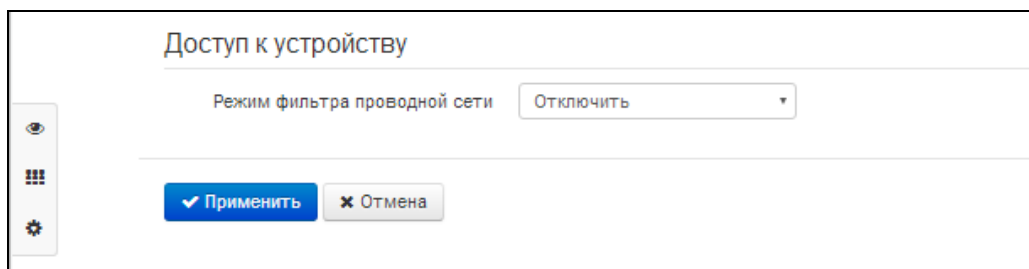 Доступ к устройству
Режим фильтра проводной сети Отключить
Применить Отмена